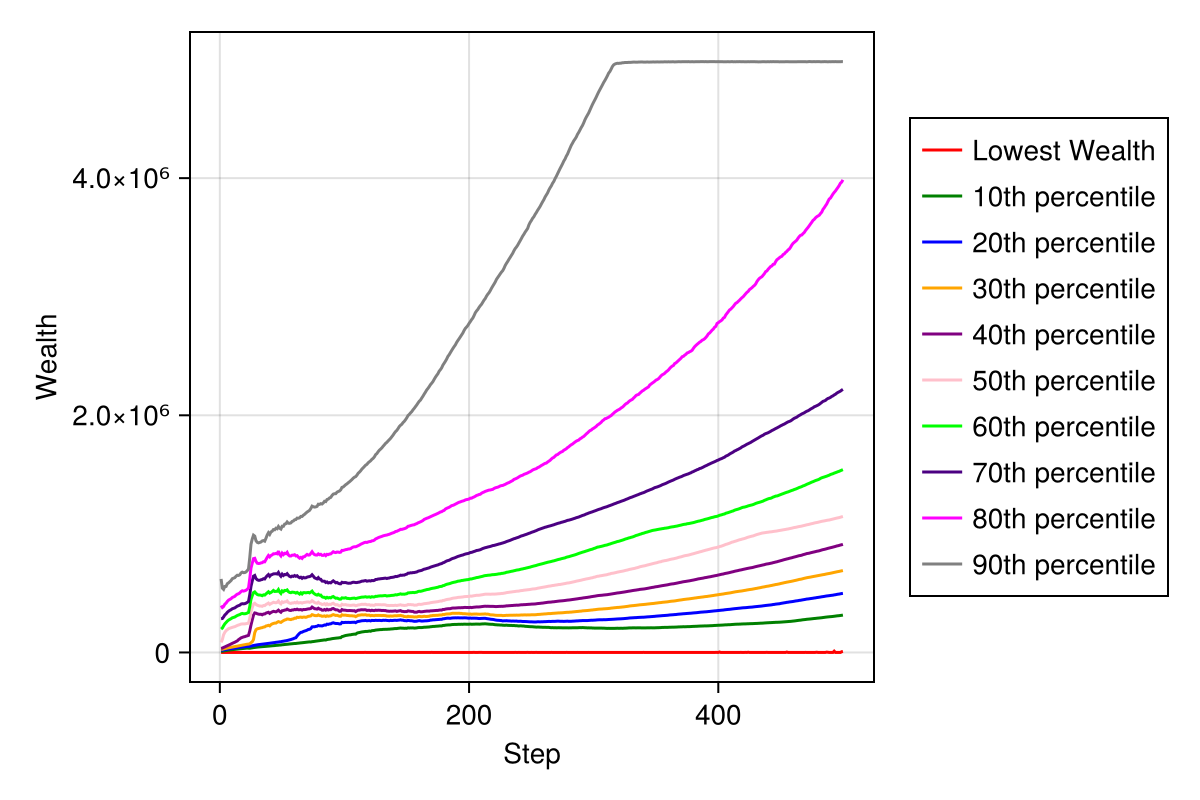 4.0×10⁶
2.0×10⁶
0
Wealth
0 200 400
Step
Lowest Wealth
10th percentile
20th percentile
30th percentile
40th percentile
50th percentile
60th percentile
70th percentile
80th percentile
90th percentile